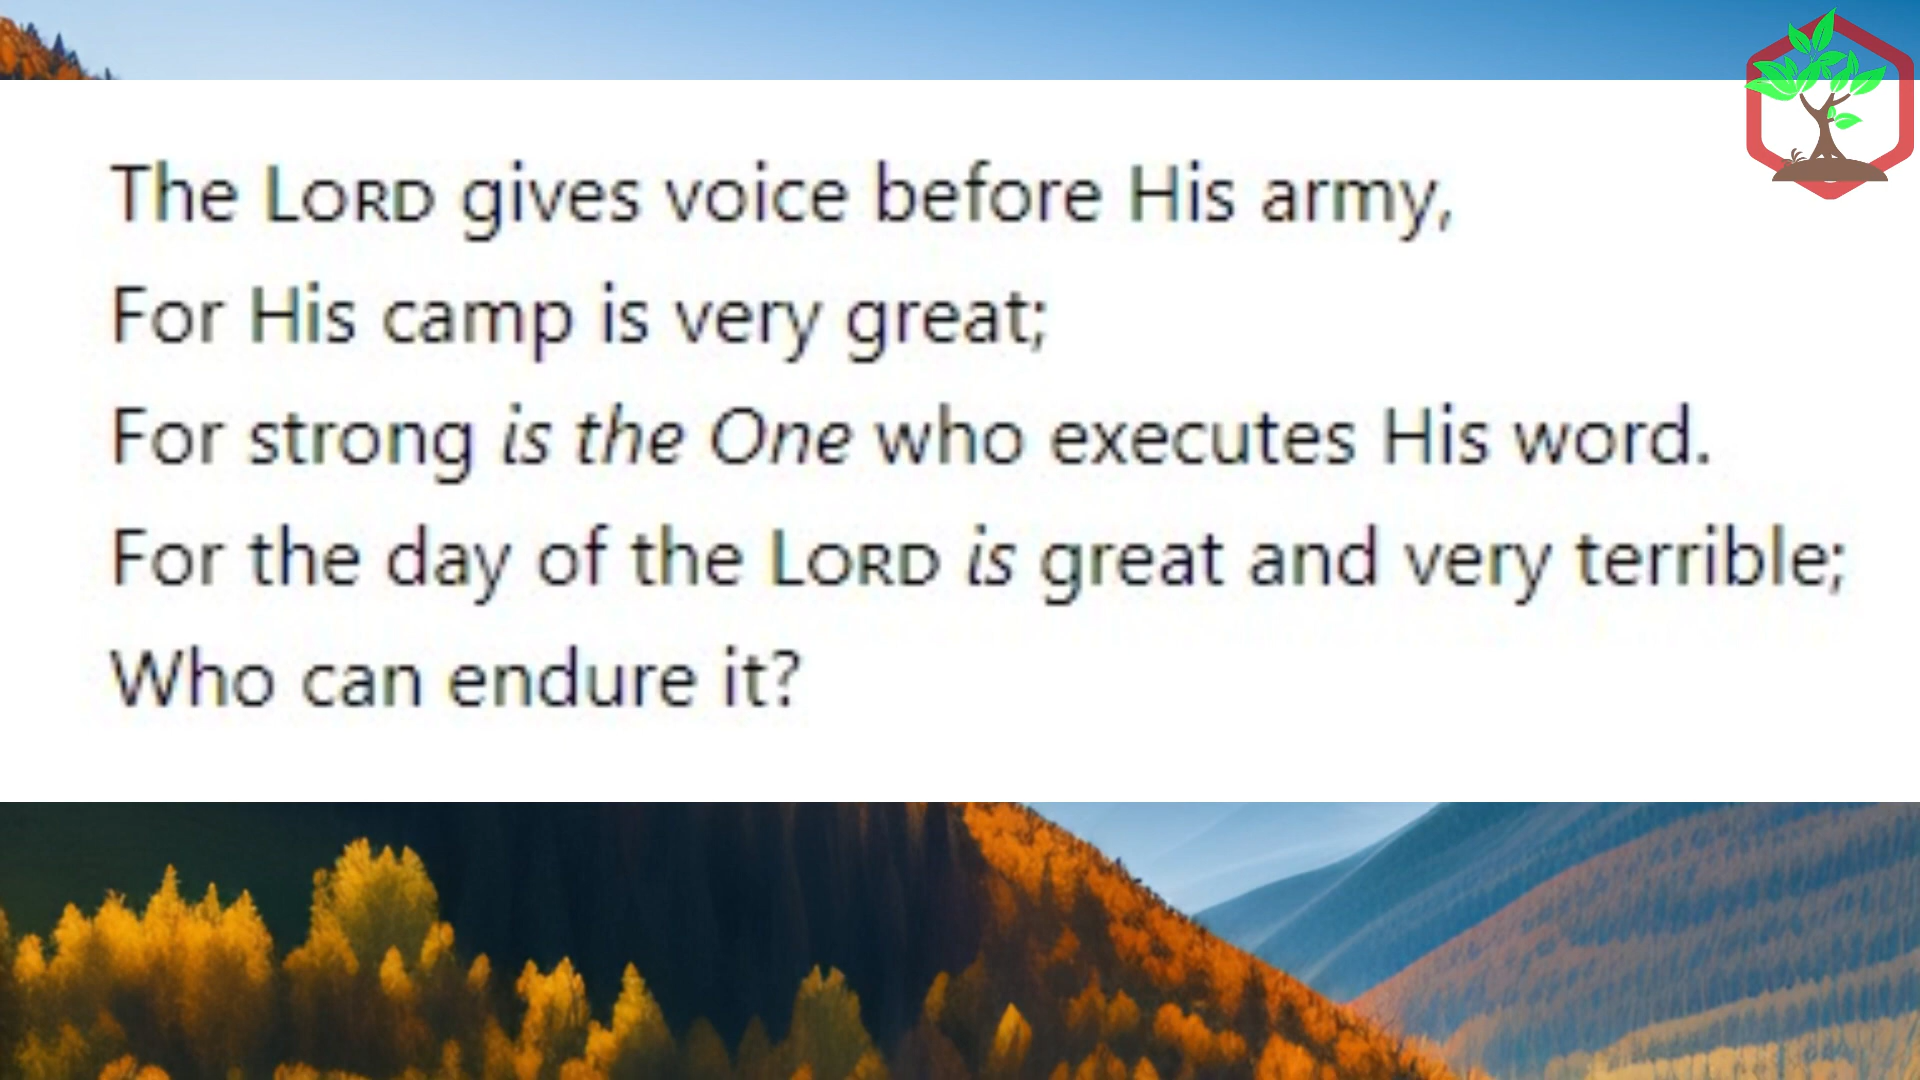 The LORD gives voice before His army,
For His camp is very great;
For strong is the One who executes His word.
For the day of the LORD is great and very terrible;
Who can endure it?